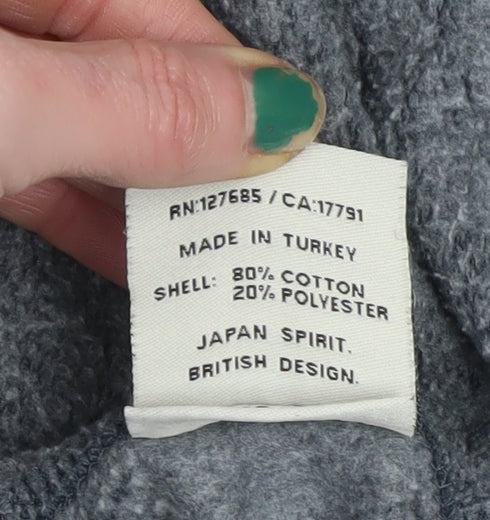 RN:127685 / CA:17791
MADE IN TURKEY
SHELL: 80% COTTON
20% POLYESTER
JAPAN SPIRIT.
BRITISH DESIGN.